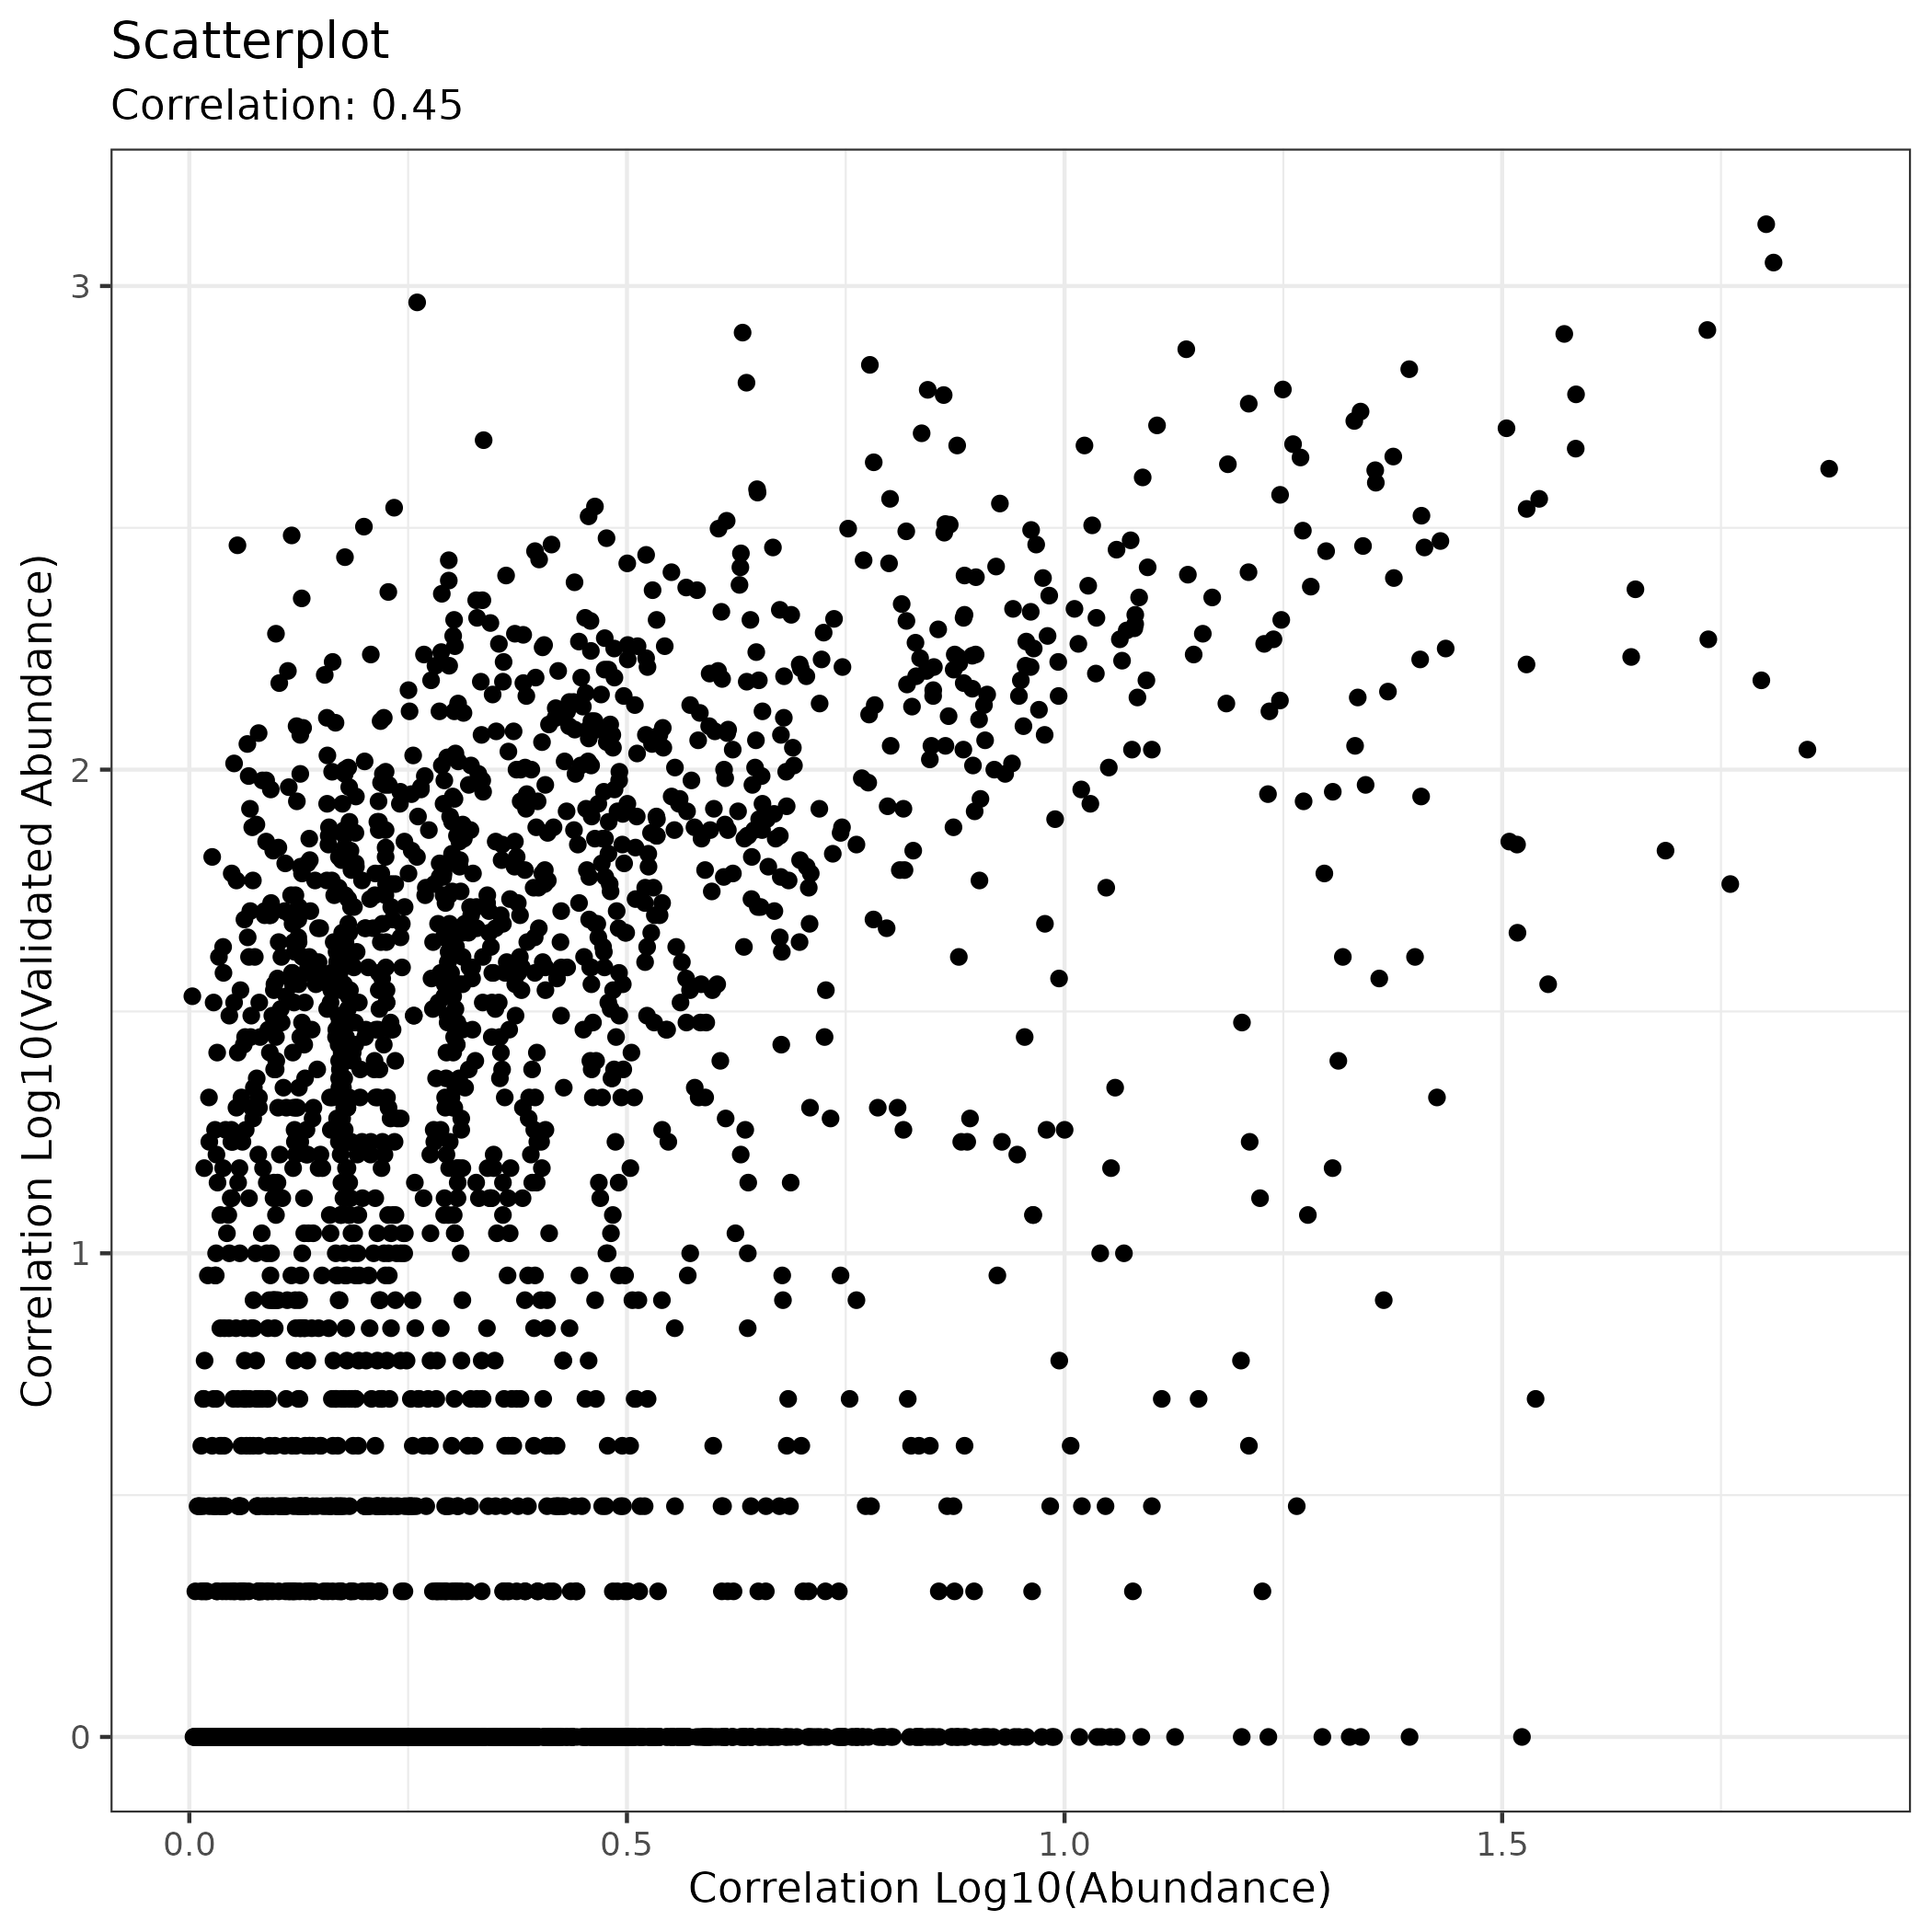 Scatterplot
Correlation: 0.45
Correlation Log10(Validated Abundance)
3
2
1
0
0.0 0.5 1.0 1.5
Correlation Log10(Abundance)